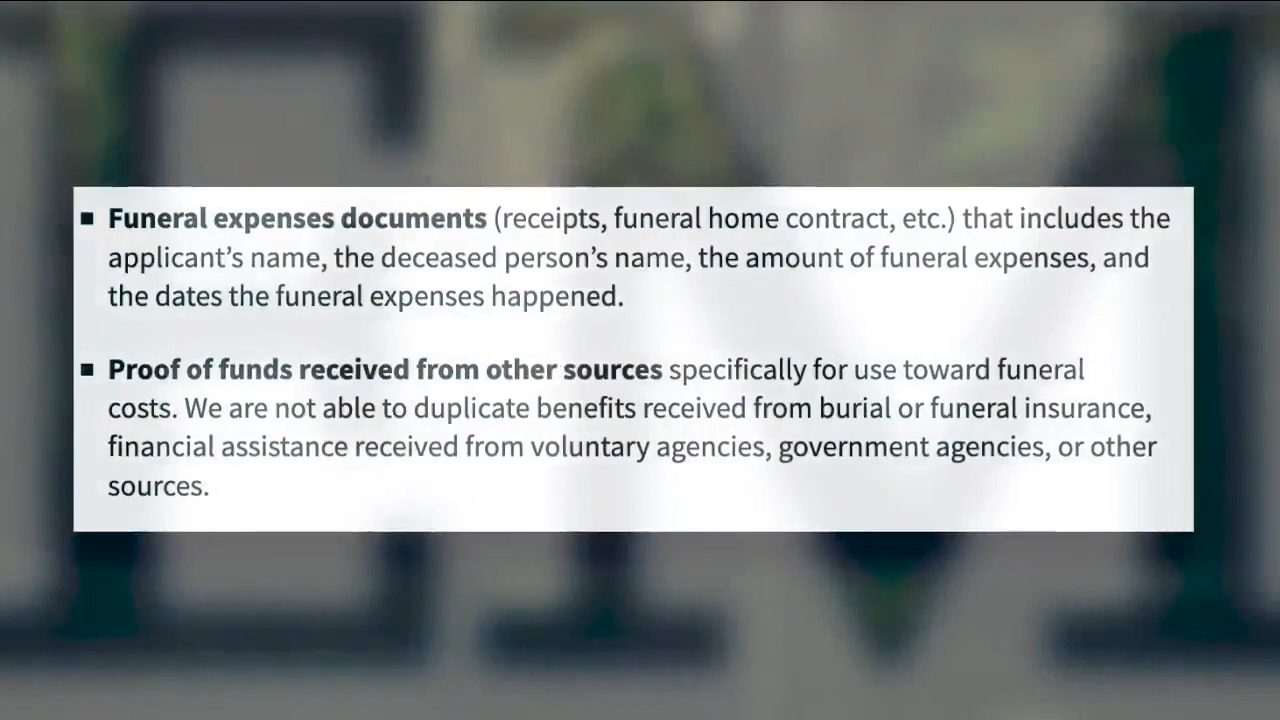 ▪ Funeral expenses documents (receipts, funeral home contract, etc.) that includes the
applicant’s name, the deceased person’s name, the amount of funeral expenses, and
the dates the funeral expenses happened.
▪ Proof of funds received from other sources specifically for use toward funeral
costs. We are not able to duplicate benefits received from burial or funeral insurance,
financial assistance received from voluntary agencies, government agencies, or other
sources.